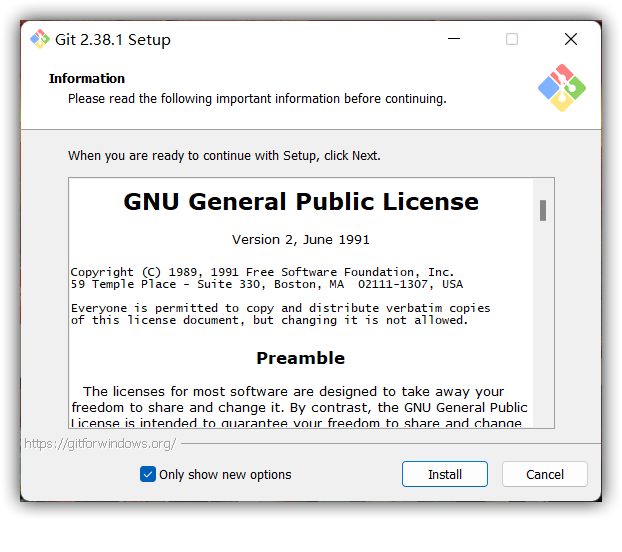 Git 2.38.1 Setup
Information
Please read the following important information before continuing.
When you are ready to continue with Setup, click Next.
GNU General Public License
Version 2, June 1991
Copyright (C) 1989, 1991 Free Software Foundation, Inc.
59 Temple Place - Suite 330, Boston, MA  02111-1307, USA
Everyone is permitted to copy and distribute verbatim copies
of this license document, but changing it is not allowed.
Preamble
The licenses for most software are designed to take away your
freedom to share and change it. By contrast, the GNU General Public
License is intended to guarantee your freedom to share and change
https://gitforwindows.org/
Only show new options
Install
Cancel